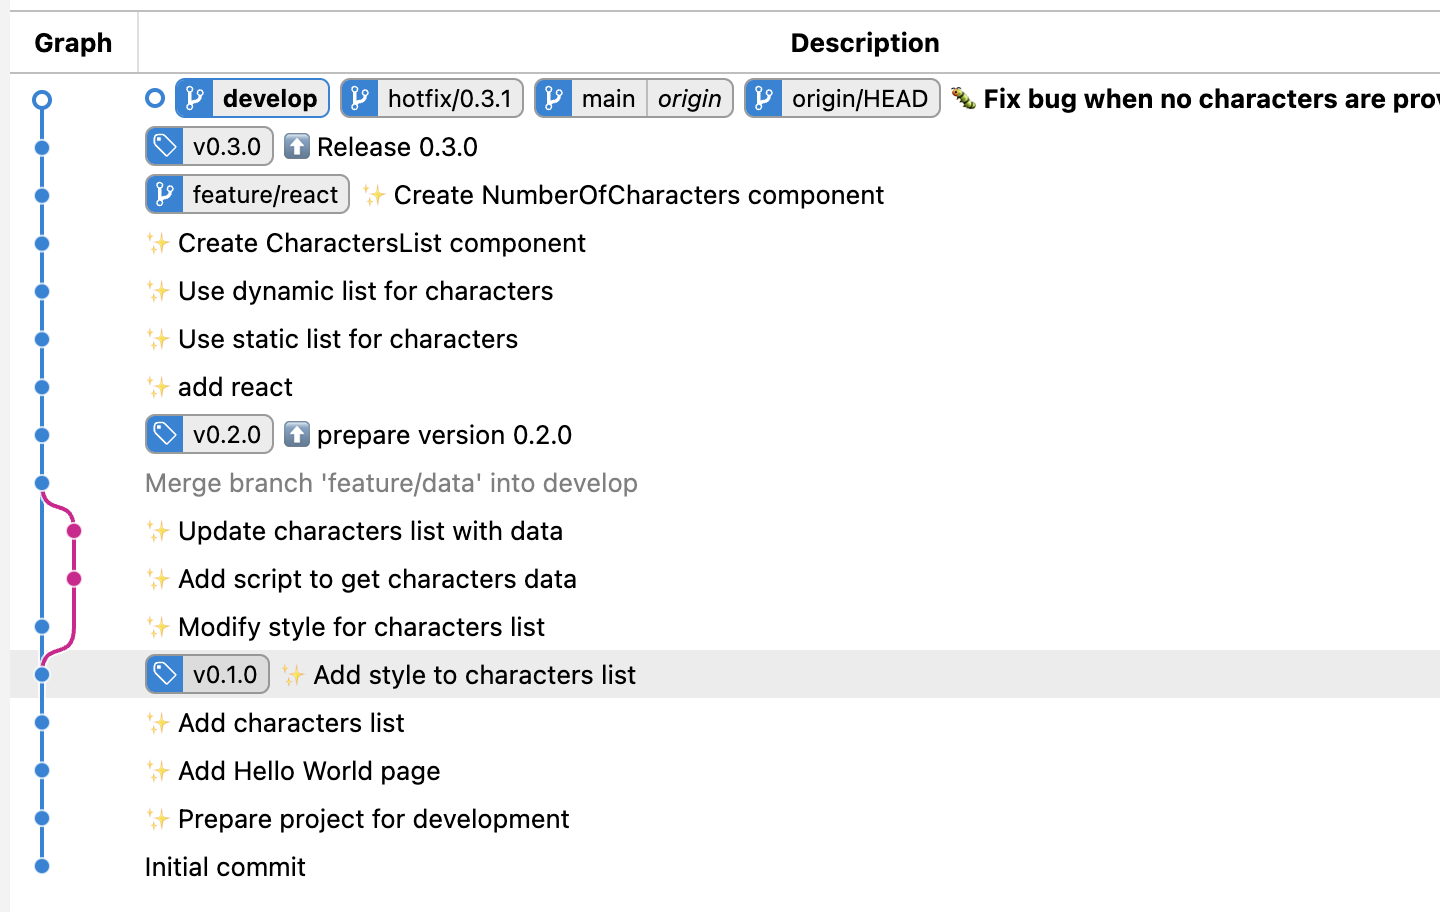 Graph Description
develop hotfix/0.3.1 main origin origin/HEAD 🐛 Fix bug when no characters are
v0.3.0 ⬆️ Release 0.3.0
feature/react ✨ Create NumberOfCharacters component
✨ Create CharactersList component
✨ Use dynamic list for characters
✨ Use static list for characters
✨ add react
v0.2.0 ⬆️ prepare version 0.2.0
Merge branch 'feature/data' into develop
✨ Update characters list with data
✨ Add script to get characters data
✨ Modify style for characters list
v0.1.0 ✨ Add style to characters list
✨ Add characters list
✨ Add Hello World page
✨ Prepare project for development
Initial commit